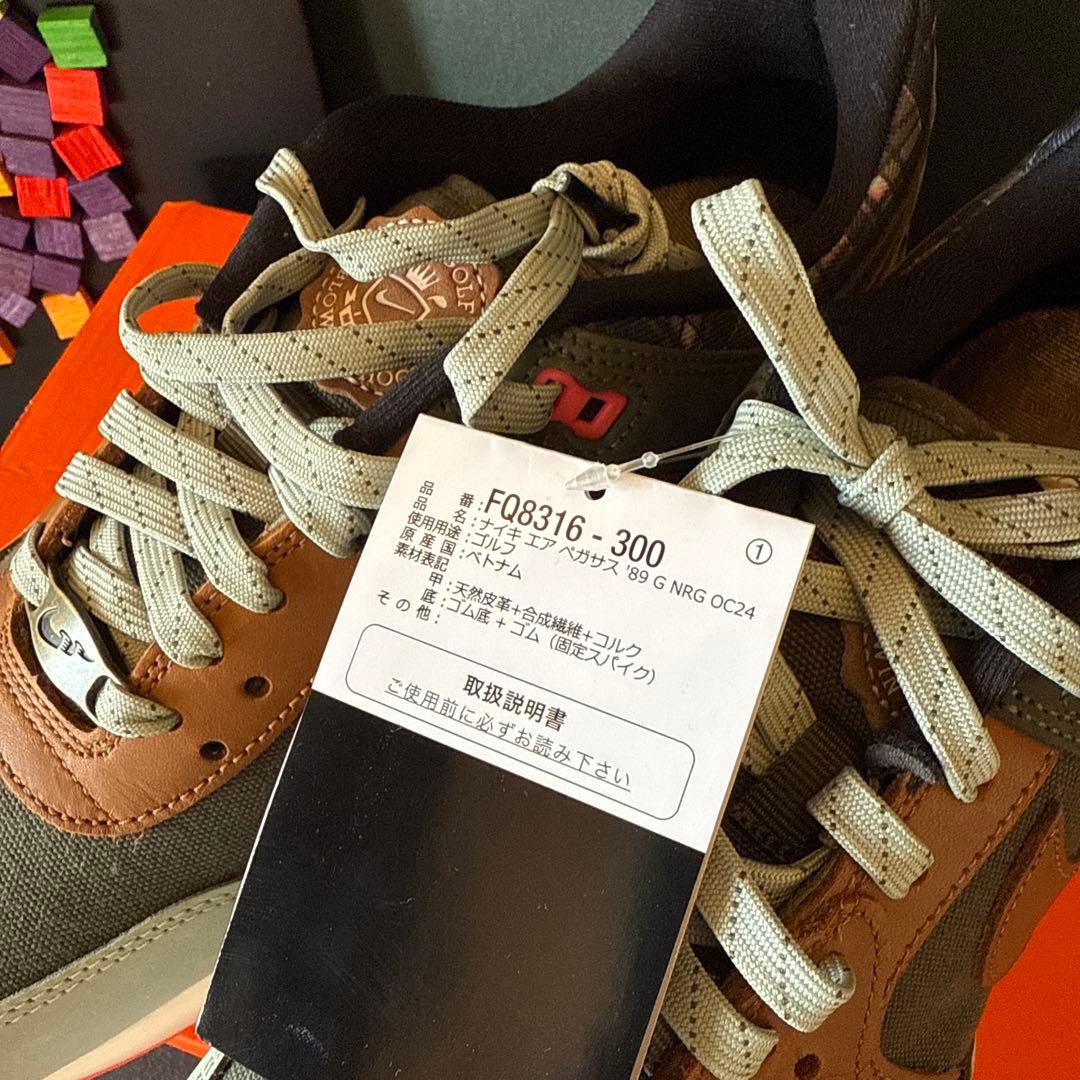 品 番 : FQ8316 - 300
①
品 名 : ナイキ エア ペガサス '89 G NRG OC24
使用用途 : ゴルフ
原 産 国 : ベトナム
素材表記
甲 : 天然皮革+合成繊維+コルク
底 : ゴム底 + ゴム (固定スパイク)
そ の 他 :
取扱説明書
ご使用前に必ずお読み下さい